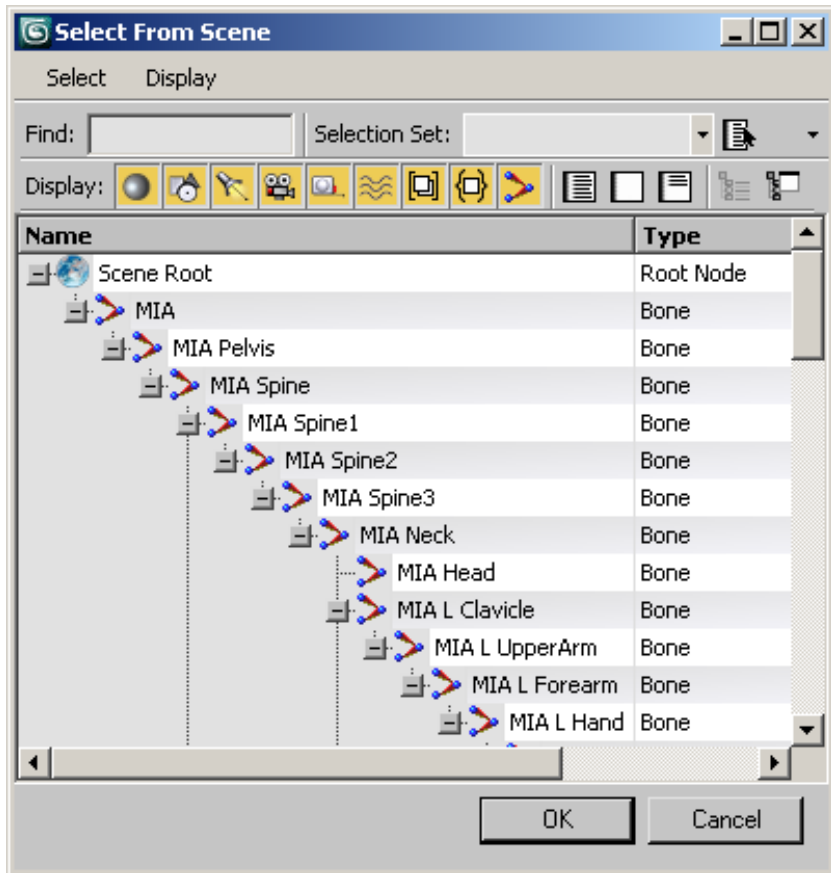 Select From Scene
Select Display
Find: Selection Set:
Display:
Name Type
Scene Root Root Node
MIA Bone
MIA Pelvis Bone
MIA Spine Bone
MIA Spine1 Bone
MIA Spine2 Bone
MIA Spine3 Bone
MIA Neck Bone
MIA Head Bone
MIA L Clavicle Bone
MIA L UpperArm Bone
MIA L Forearm Bone
MIA L Hand Bone
OK Cancel